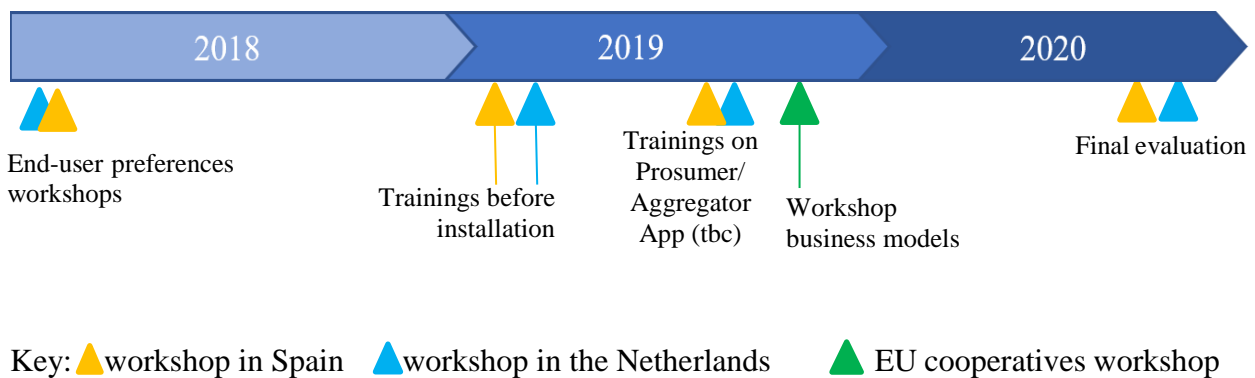 2018 2019 2020
End-user preferences
workshops
Trainings before
installation
Trainings on
Prosumer/
Aggregator
App (tbc)
Workshop
business models
Final evaluation
Key: workshop in Spain workshop in the Netherlands EU cooperatives workshop